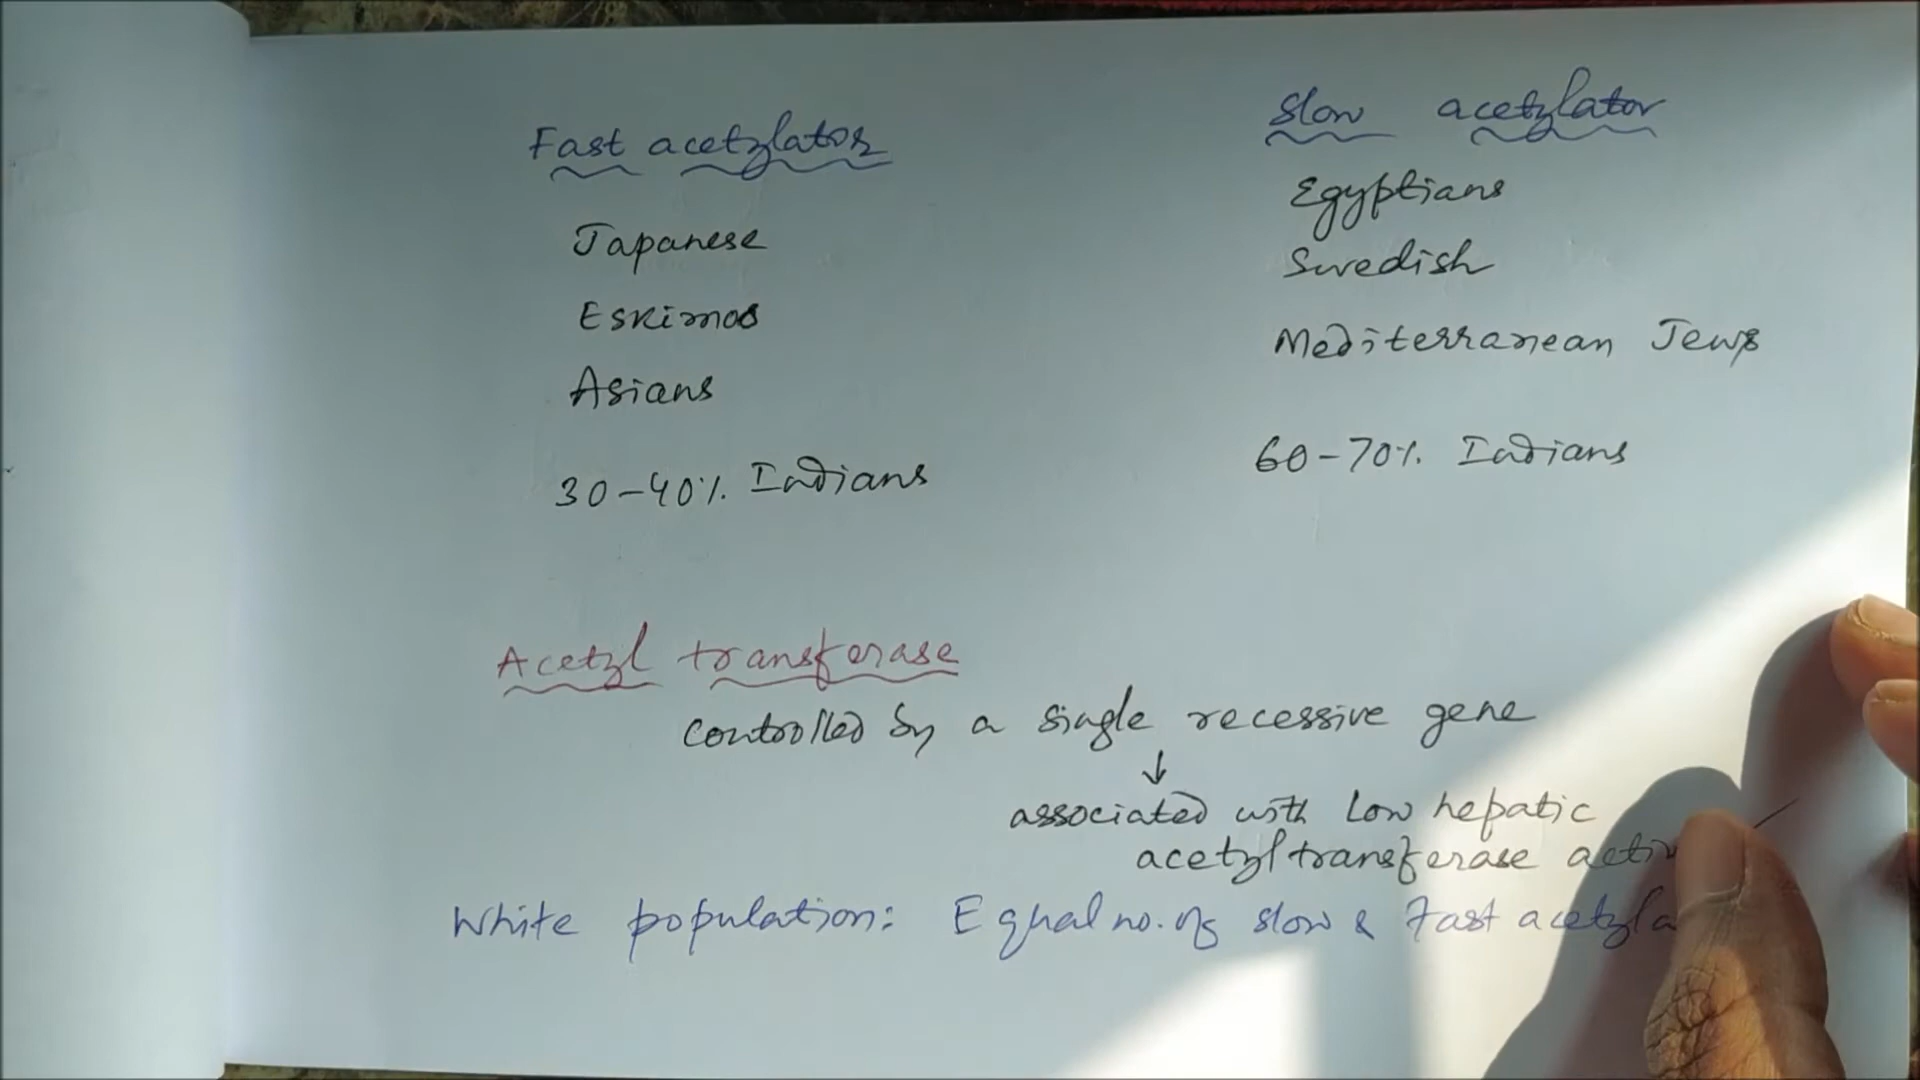 Fast acetylator
Japanese
Eskimos
Asians
30-40% Indians
Slow acetylator
Egyptians
Swedish
Mediterranean Jews
60-70% Indians
Acetyl transferase
Controlled by a single recessive gene
↓
associated with Low hepatic
acetyltransferase
White population: Equal no. of slow & Fast